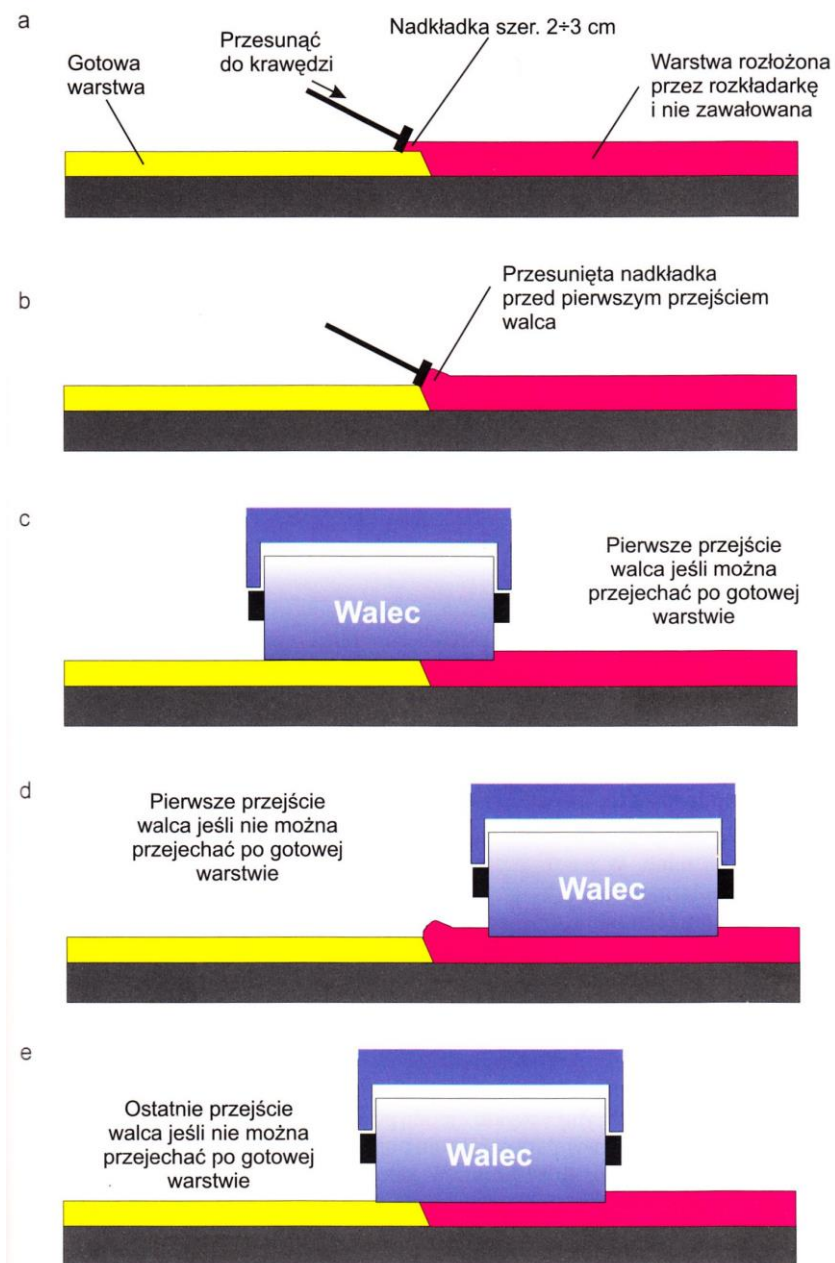 a
Gotowa
warstwa
Przesunąć
do krawędzi
Nadkładka szer. 2÷3 cm
Warstwa rozłożona
przez rozkładarkę
i nie zawałowana
b
Przesunięta nadkładka
przed pierwszym przejściem
walca
c
Walec
Pierwsze przejście
walca jeśli można
przejechać po gotowej
warstwie
d
Pierwsze przejście
walca jeśli nie można
przejechać po gotowej
warstwie
Walec
e
Ostatnie przejście
walca jeśli nie można
przejechać po gotowej
warstwie
Walec